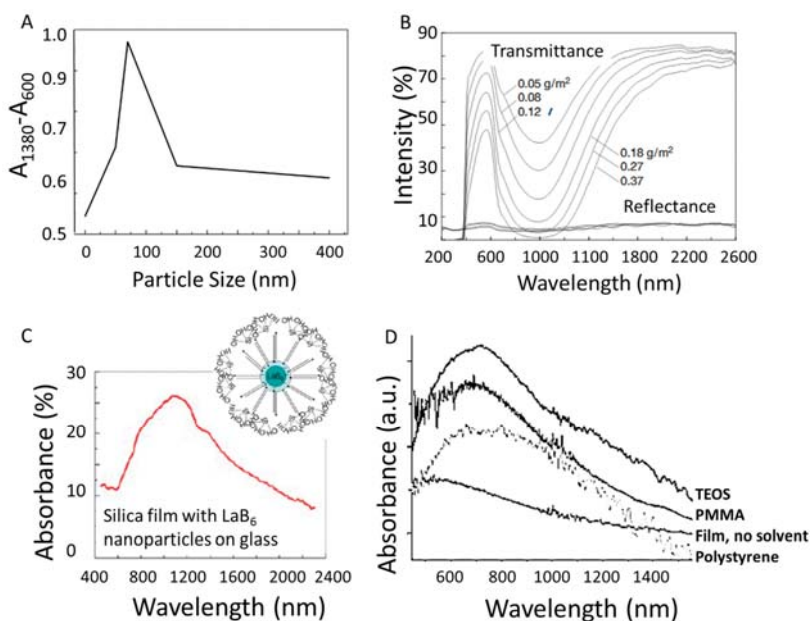 A
1.0
0.9
0.7
0.6
0.5
A1380-A600
0
100
200
300
400
Particle Size (nm)
B
90
70
50
30
10
Intensity (%)
Transmittance
0.05 g/m2
0.08
0.12
0.18 g/m2
0.27
0.37
Reflectance
200
600
1000
1100
1800
2200
2600
Wavelength (nm)
C
30
20
10
0
Absorbance (%)
Silica film with LaB6
nanoparticles on glass
400
800
1200
1600
2000
2400
Wavelength (nm)
D
Absorbance (a.u.)
TEOS
PMMA
Film, no solvent
Polystyrene
600
800
1000
1200
1400
Wavelength (nm)